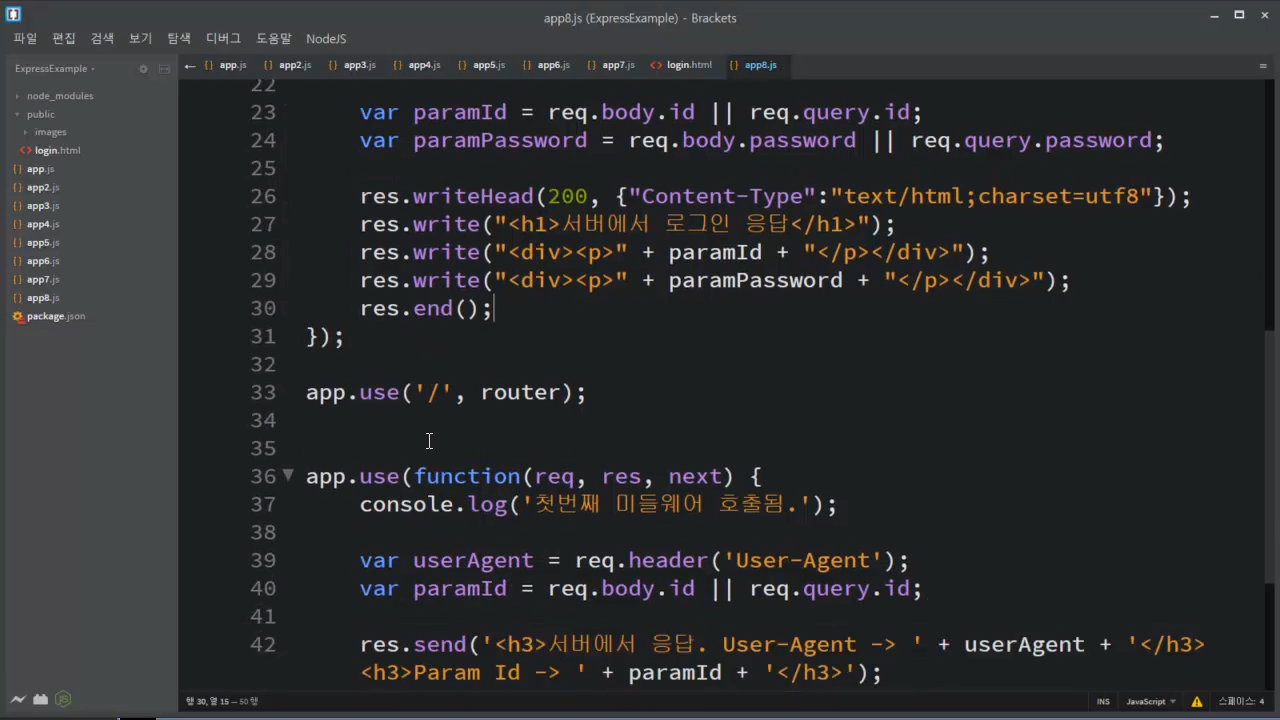 app8.js (ExpressExample) - Brackets
파일 편집 검색 보기 탐색 디버그 도움말 NodeJS
ExpressExample
node_modules
public
images
login.html
app.js
app2.js
app3.js
app4.js
app5.js
app6.js
app7.js
app8.js
package.json
app.js app2.js app3.js app4.js app5.js app6.js app7.js login.html app8.js
22
23 var paramId = req.body.id || req.query.id;
24 var paramPassword = req.body.password || req.query.password;
25
26 res.writeHead(200, {"Content-Type":"text/html;charset=utf8"});
27 res.write("<h1>서버에서 로그인 응답</h1>");
28 res.write("<div><p>" + paramId + "</p></div>");
29 res.write("<div><p>" + paramPassword + "</p></div>");
30 res.end();
31 });
32
33 app.use('/', router);
34
35
36 app.use(function(req, res, next) {
37 console.log('첫번째 미들웨어 호출됨.');
38
39 var userAgent = req.header('User-Agent');
40 var paramId = req.body.id || req.query.id;
41
42 res.send('<h3>서버에서 응답. User-Agent -> ' + userAgent + '</h3>
<h3>Param Id -> ' + paramId + '</h3>');
행 30, 열 15 — 50 행
INS JavaScript 스페이스: 4